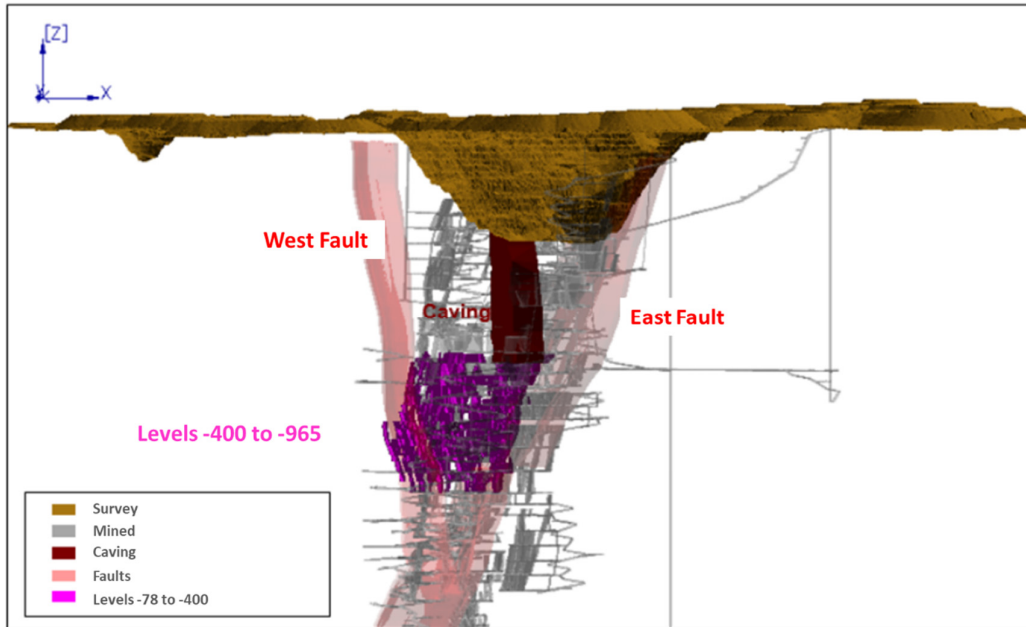 [Z]
X
West Fault
Caving
East Fault
Levels -400 to -965
Survey
Mined
Caving
Faults
Levels -78 to -400